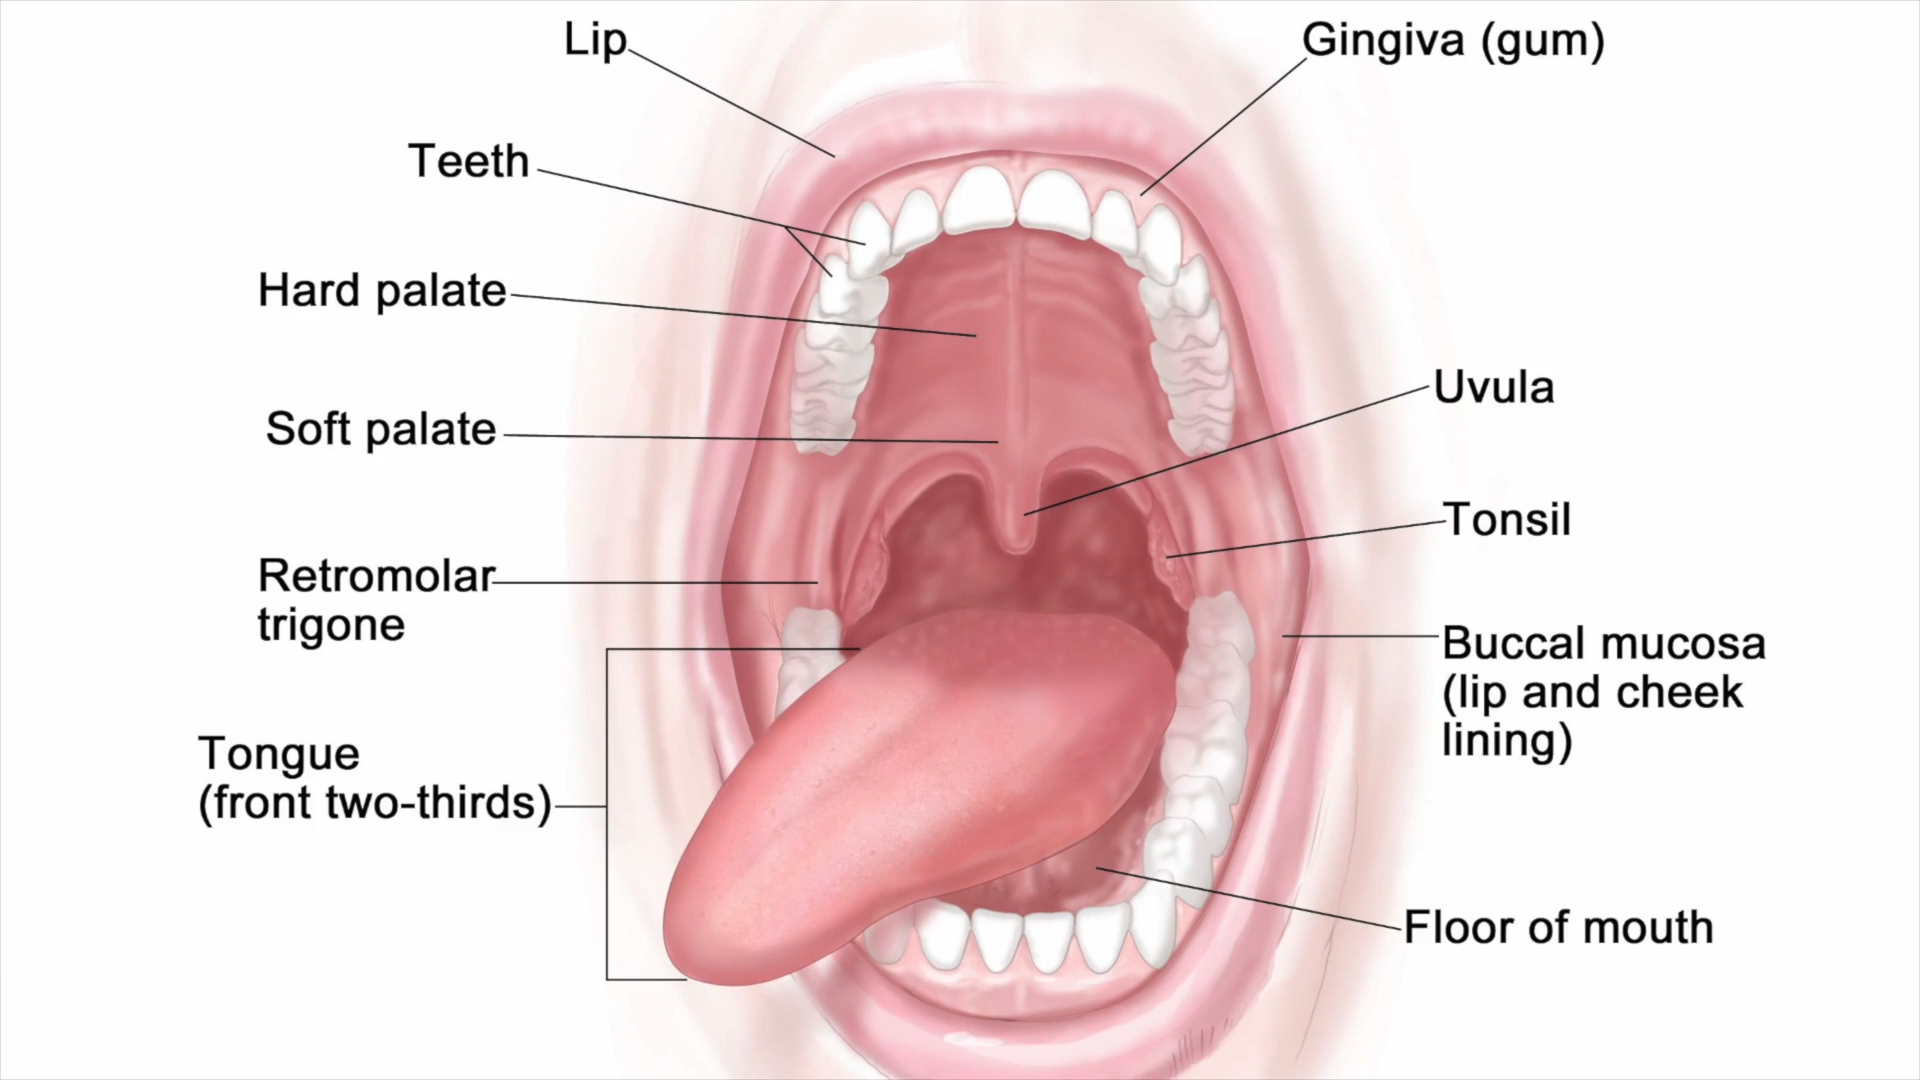 Lip
Gingiva (gum)
Teeth
Hard palate
Uvula
Soft palate
Tonsil
Retromolar
trigone
Buccal mucosa
(lip and cheek
lining)
Tongue
(front two-thirds)
Floor of mouth